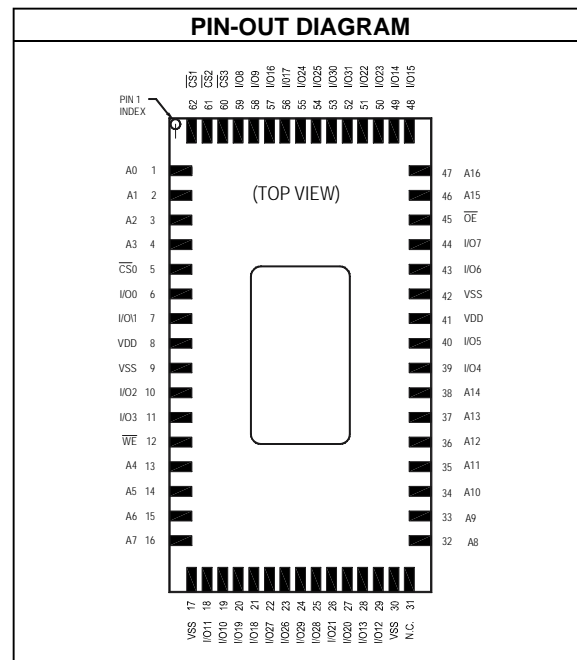 PIN-OUT DIAGRAM
CS1 CS2 CS3 I/O8 I/O9 I/O16 I/017 I/O24 I/O25 I/O30 I/O31 I/O22 I/O23 I/O14 I/O15
62 61 60 59 58 57 56 55 54 53 52 51 50 49 48
PIN 1
INDEX
(TOP VIEW)
A0 1
A1 2
A2 3
A3 4
CS0 5
I/O0 6
I/O\1 7
VDD 8
VSS 9
I/O2 10
I/O3 11
WE 12
A4 13
A5 14
A6 15
A7 16
47 A16
46 A15
45 OE
44 I/O7
43 I/O6
42 VSS
41 VDD
40 I/O5
39 I/O4
38 A14
37 A13
36 A12
35 A11
34 A10
33 A9
32 A8
17 18 19 20 21 22 23 24 25 26 27 28 29 30 31
VSS I/O11 I/O10 I/O19 I/O18 I/O27 I/O26 I/O29 I/O28 I/O21 I/O20 I/O13 I/O12 VSS N.C.